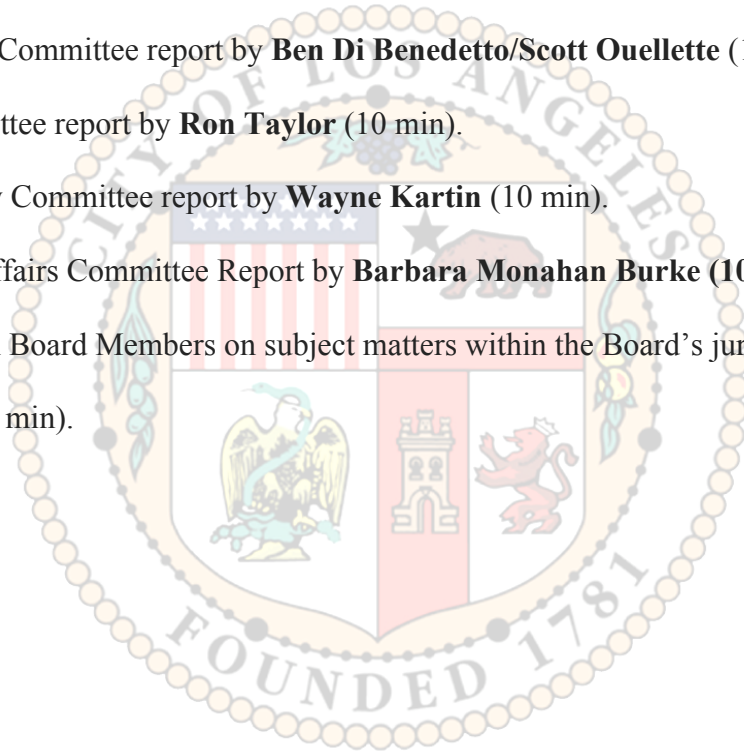 Committee report by Ben Di Benedetto/Scott Ouellette (1
ttee report by Ron Taylor (10 min).
y Committee report by Wayne Kartin (10 min).
ffairs Committee Report by Barbara Monahan Burke (10
Board Members on subject matters within the Board's jur
min).
CITY OF LOS ANGELES
FOUNDED 1781